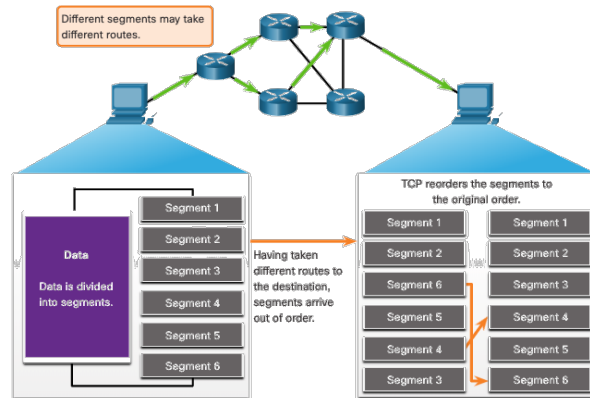 Different segments may take
different routes.
Data
Data is divided
into segments.
Segment 1
Segment 2
Segment 3
Segment 4
Segment 5
Segment 6
Having taken
different routes to
the destination,
segments arrive
out of order.
TCP reorders the segments to
the original order.
Segment 1
Segment 2
Segment 6
Segment 5
Segment 4
Segment 3
Segment 1
Segment 2
Segment 3
Segment 4
Segment 5
Segment 6